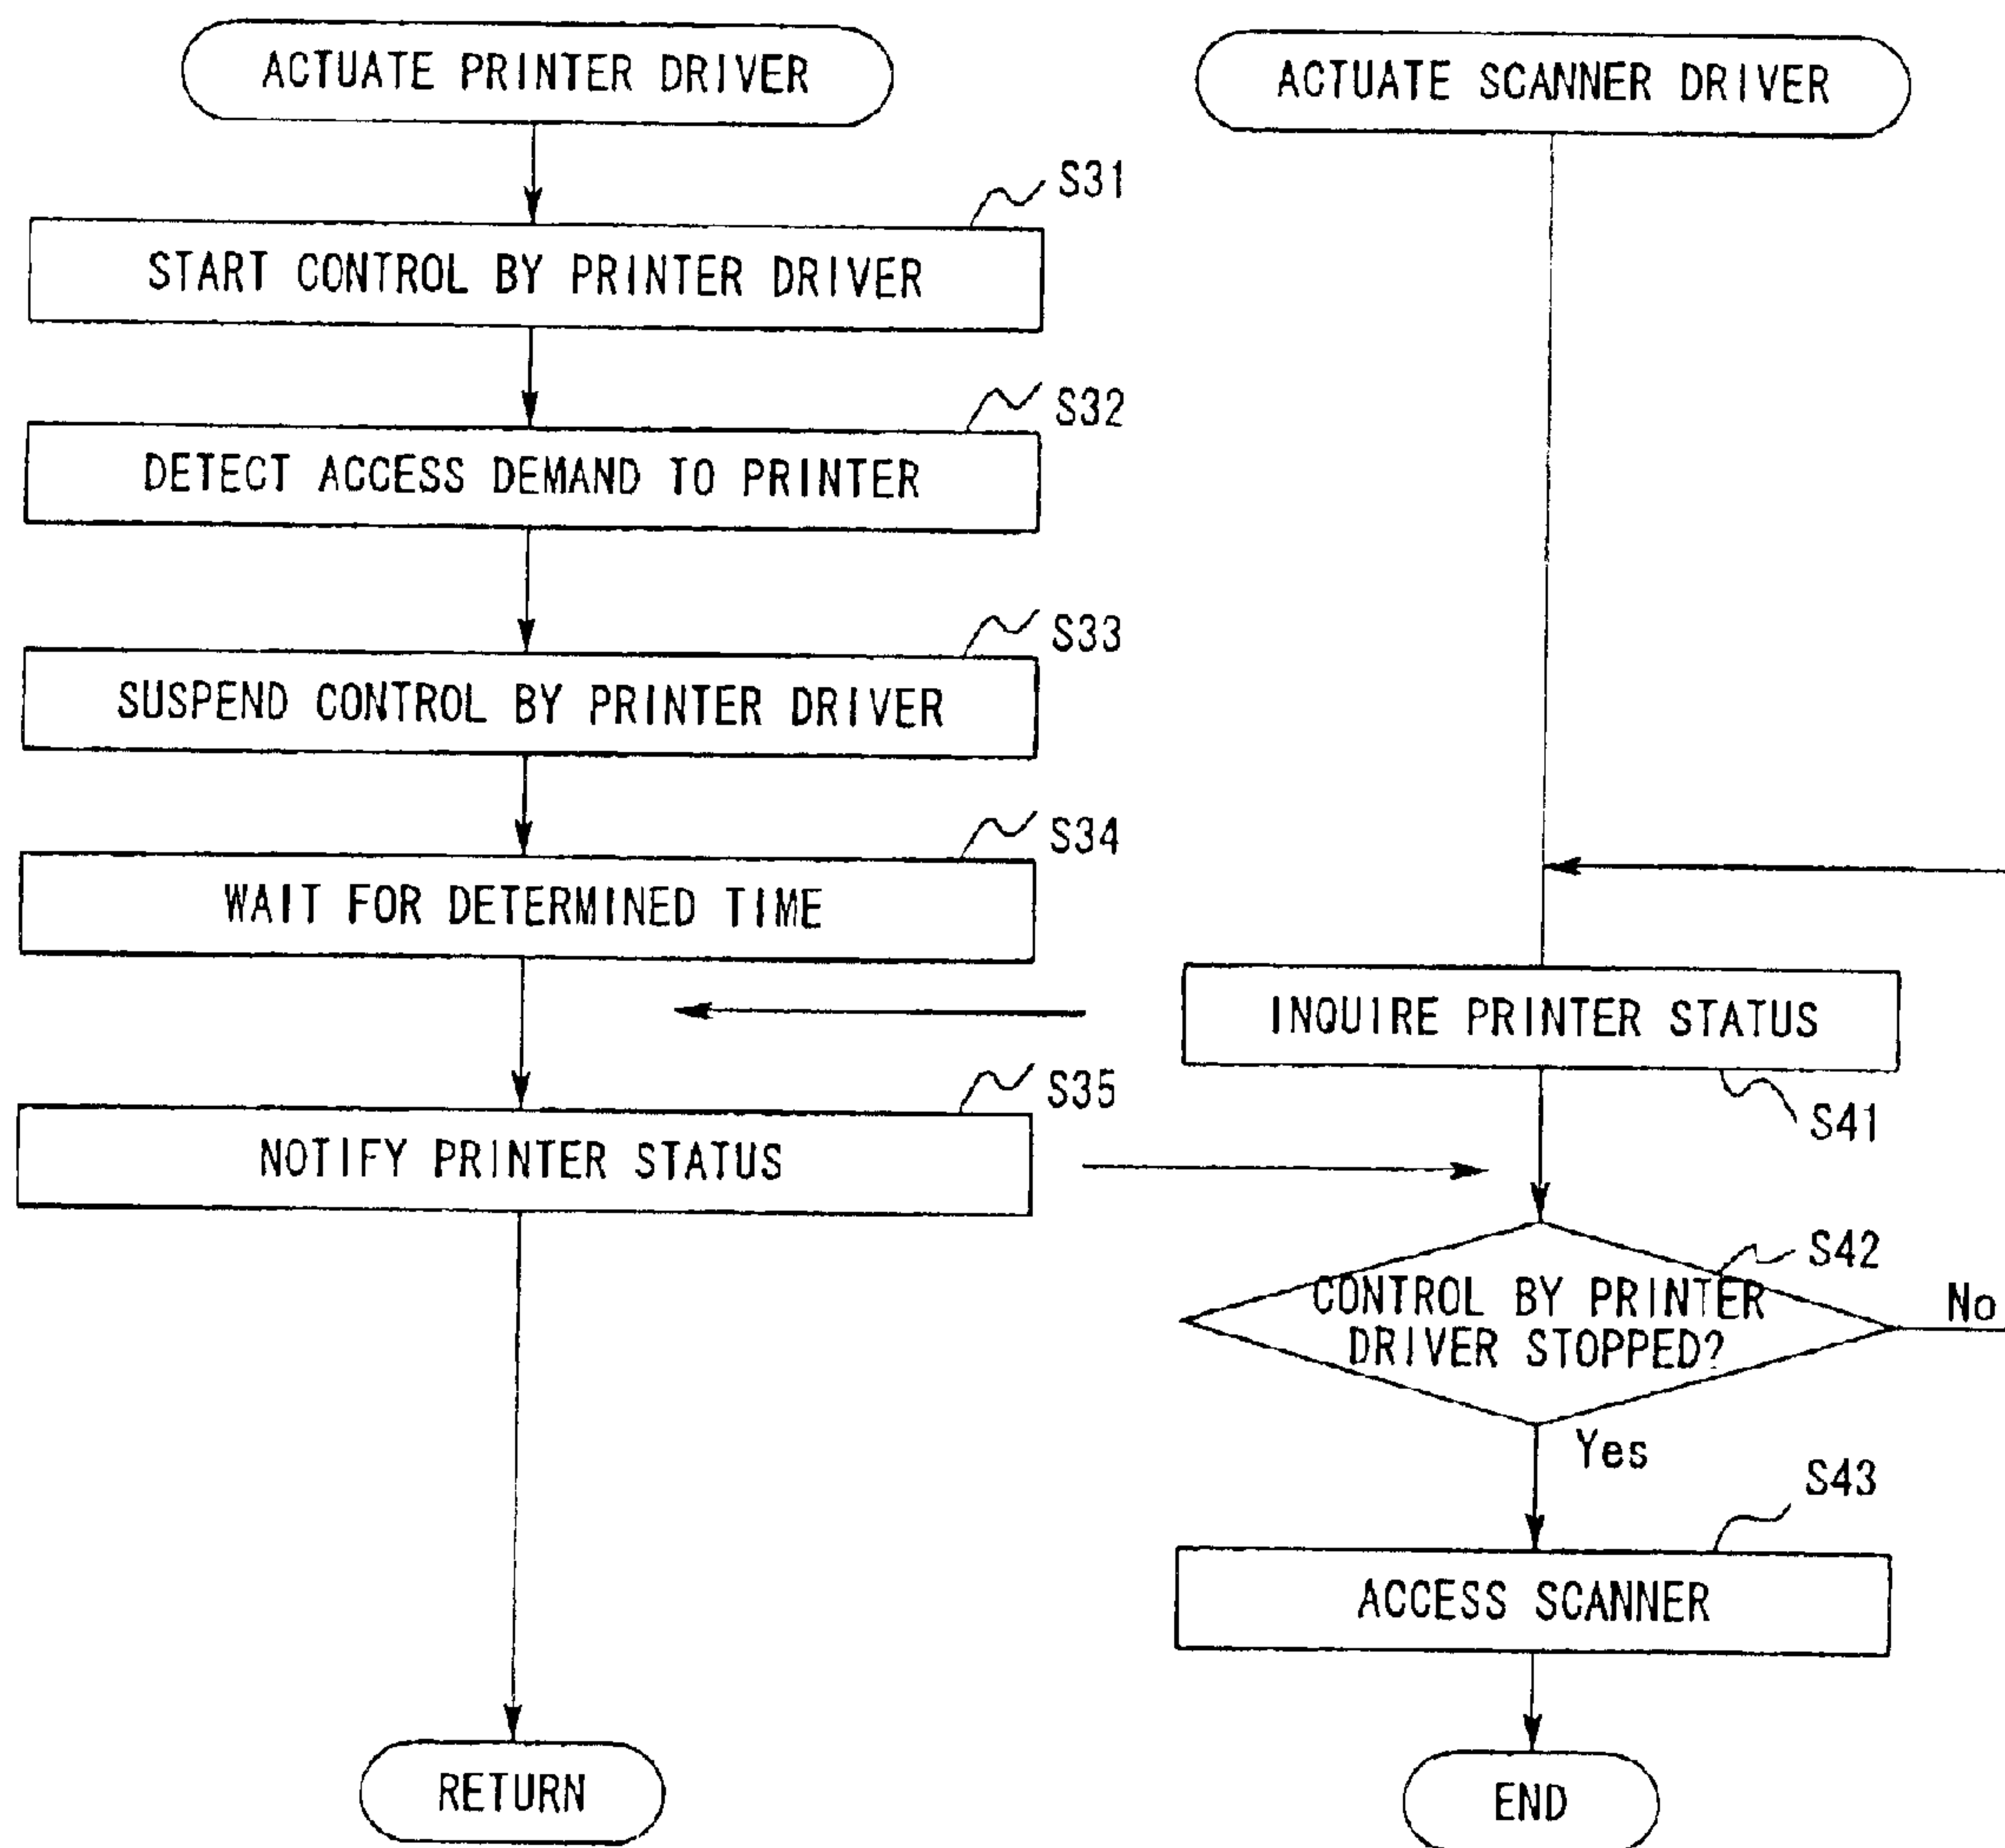 ACTUATE PRINTER DRIVER
S31
START CONTROL BY PRINTER DRIVER
S32
DETECT ACCESS DEMAND TO PRINTER
S33
SUSPEND CONTROL BY PRINTER DRIVER
S34
WAIT FOR DETERMINED TIME
S35
NOTIFY PRINTER STATUS
RETURN
ACTUATE SCANNER DRIVER
INQUIRE PRINTER STATUS
S41
S42
CONTROL BY PRINTER
DRIVER STOPPED?
No
Yes
S43
ACCESS SCANNER
END